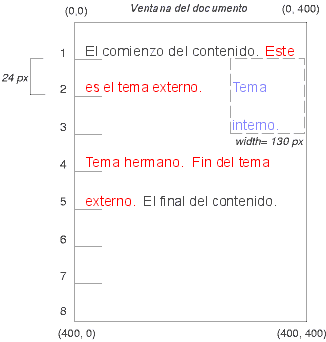 Ventana del documento
(0,0) (0, 400)
1 El comienzo del contenido. Este
24 px
2 es el tema externo. Tema
3 interno.
width= 130 px
4 Tema hermano. Fin del tema
5 externo. El final del contenido.
6
7
8
(400, 0) (400, 400)